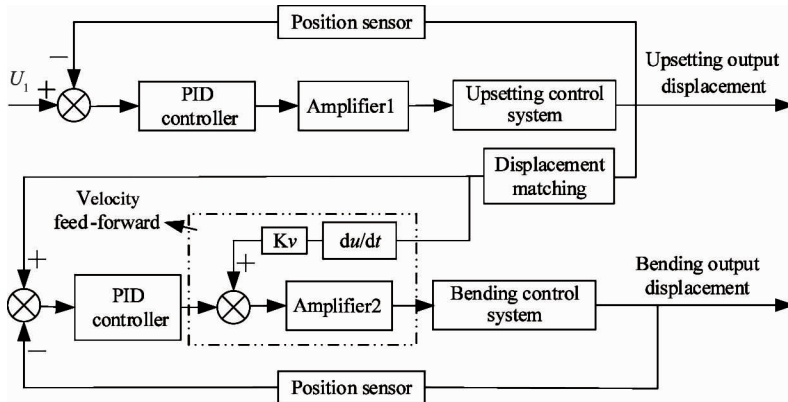 Position sensor
U1
+
−
PID
controller
Amplifier1
Upsetting control
system
Upsetting output
displacement
Displacement
matching
Velocity
feed-forward
Kv
du/dt
+
+
PID
controller
Amplifier2
Bending control
system
Bending output
displacement
−
Position sensor